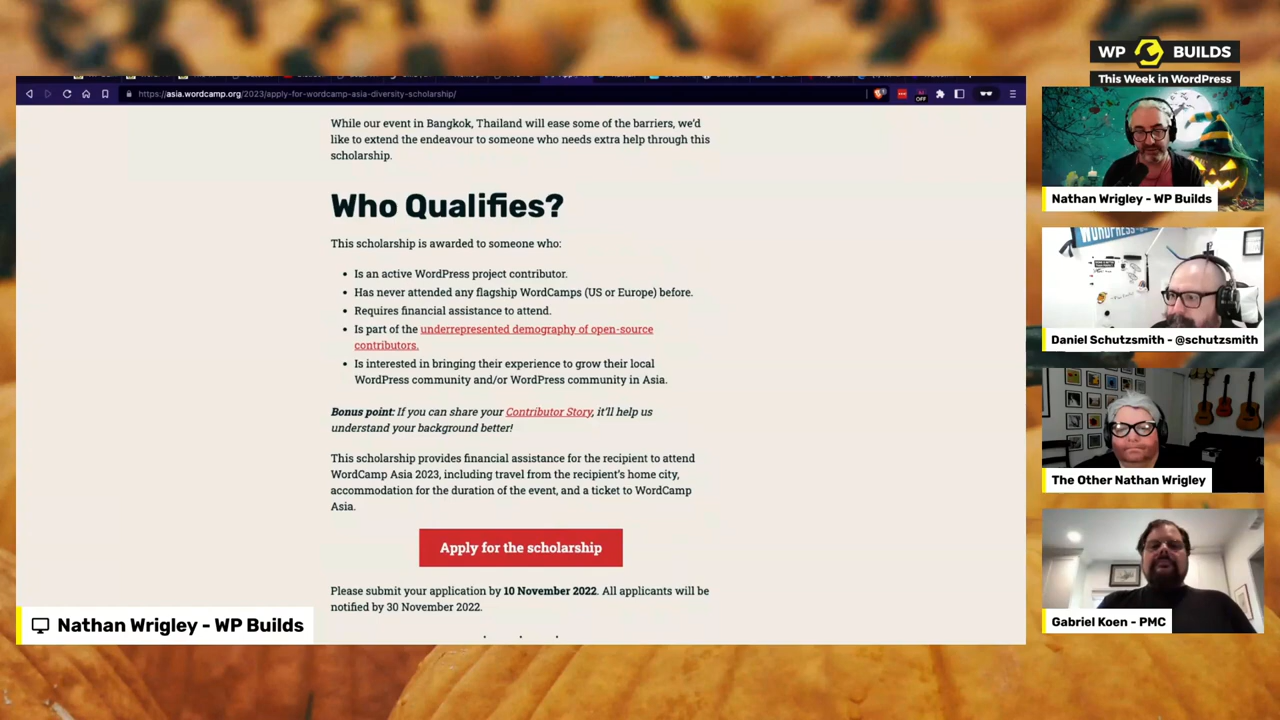 WP BUILDS
This Week in WordPress
https://asia.wordcamp.org/2023/apply-for-wordcamp-asia-diversity-scholarship/
OFF
While our event in Bangkok, Thailand will ease some of the barriers, we'd
like to extend the endeavour to someone who needs extra help through this
scholarship.
Who Qualifies?
This scholarship is awarded to someone who:
• Is an active WordPress project contributor.
• Has never attended any flagship WordCamps (US or Europe) before.
• Requires financial assistance to attend.
• Is part of the underrepresented demography of open-source
contributors.
• Is interested in bringing their experience to grow their local
WordPress community and/or WordPress community in Asia.
Bonus point: If you can share your Contributor Story, it'll help us
understand your background better!
This scholarship provides financial assistance for the recipient to attend
WordCamp Asia 2023, including travel from the recipient's home city,
accommodation for the duration of the event, and a ticket to WordCamp
Asia.
Apply for the scholarship
Please submit your application by 10 November 2022. All applicants will be
notified by 30 November 2022.
Nathan Wrigley - WP Builds
Nathan Wrigley - WP Builds
WORDPRESS
Daniel Schutzsmith - @schutzsmith
The Other Nathan Wrigley
Gabriel Koen - PMC